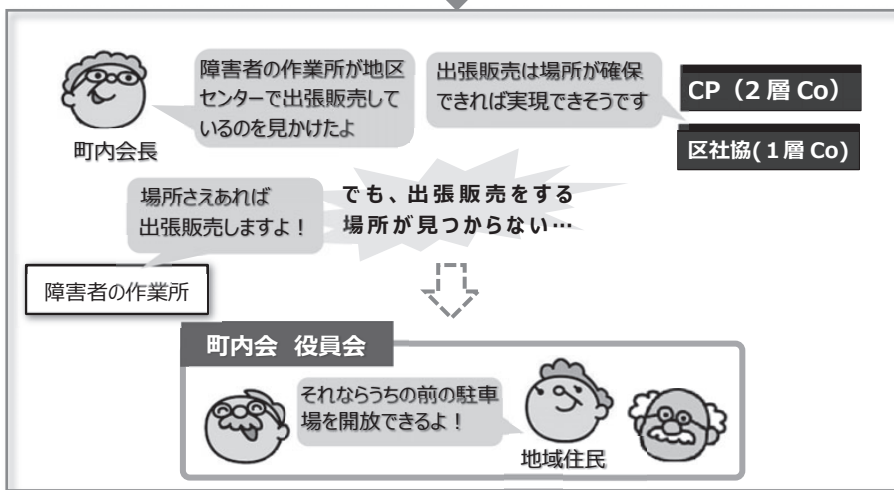 障害者の作業所が地区
センターで出張販売して
いるのを見かけたよ
町内会長
出張販売は場所が確保
できれば実現できそうです
CP（2層Co）
区社協(1層Co)
場所さえあれば
出張販売しますよ！
障害者の作業所
でも、出張販売をする
場所が見つからない…
町内会 役員会
それならうちの前の駐車
場を開放できるよ！
地域住民